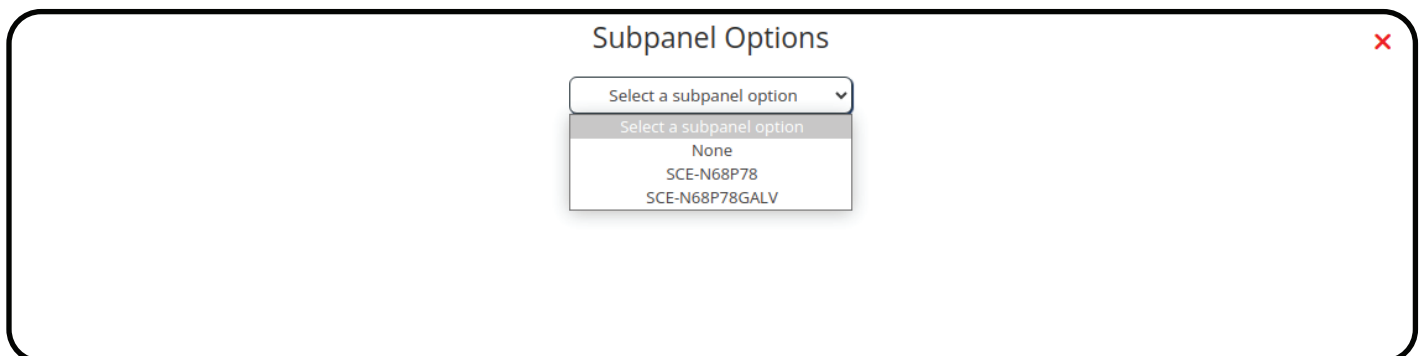 Subpanel Options
Select a subpanel option
Select a subpanel option
None
SCE-N68P78
SCE-N68P78GALV